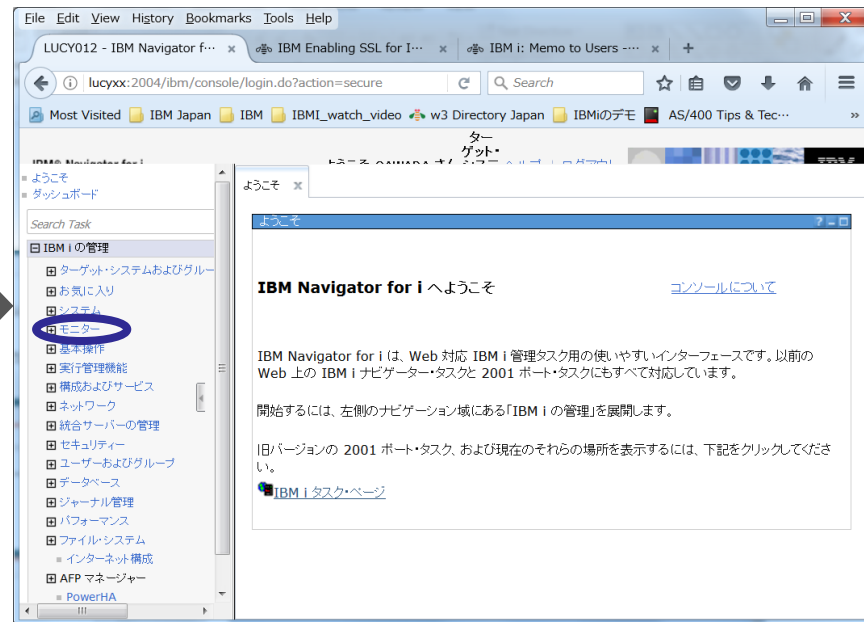 File Edit View History Bookmarks Tools Help
LUCY012 - IBM Navigator f··· × IBM Enabling SSL for I··· × IBM i: Memo to Users -··· × +
lucyxx:2004/ibm/console/login.do?action=secure Search
Most Visited IBM Japan IBM IBMI_watch_video w3 Directory Japan IBMiのデモ AS/400 Tips & Tec··· »
ター
ゲット・
IBM® Navigator for i
ようこそ
ダッシュボード
Search Task
IBM i の管理
ターゲット・システムおよびグルー
お気に入り
システム
モニター
基本操作
実行管理機能
構成およびサービス
ネットワーク
統合サーバーの管理
セキュリティー
ユーザーおよびグループ
データベース
ジャーナル管理
パフォーマンス
ファイル・システム
インターネット構成
AFP マネージャー
PowerHA
ようこそ ×
ようこそ
IBM Navigator for i へようこそ コンソールについて
IBM Navigator for i は、Web 対応 IBM i 管理タスク用の使いやすいインターフェースです。以前の
Web 上の IBM i ナビゲーター・タスクと 2001 ポート・タスクにもすべて対応しています。
開始するには、左側のナビゲーション域にある「IBM i の管理」を展開します。
旧バージョンの 2001 ポート・タスク、および現在のそれらの場所を表示するには、下記をクリックしてくださ
い。
IBM i タスク・ページ